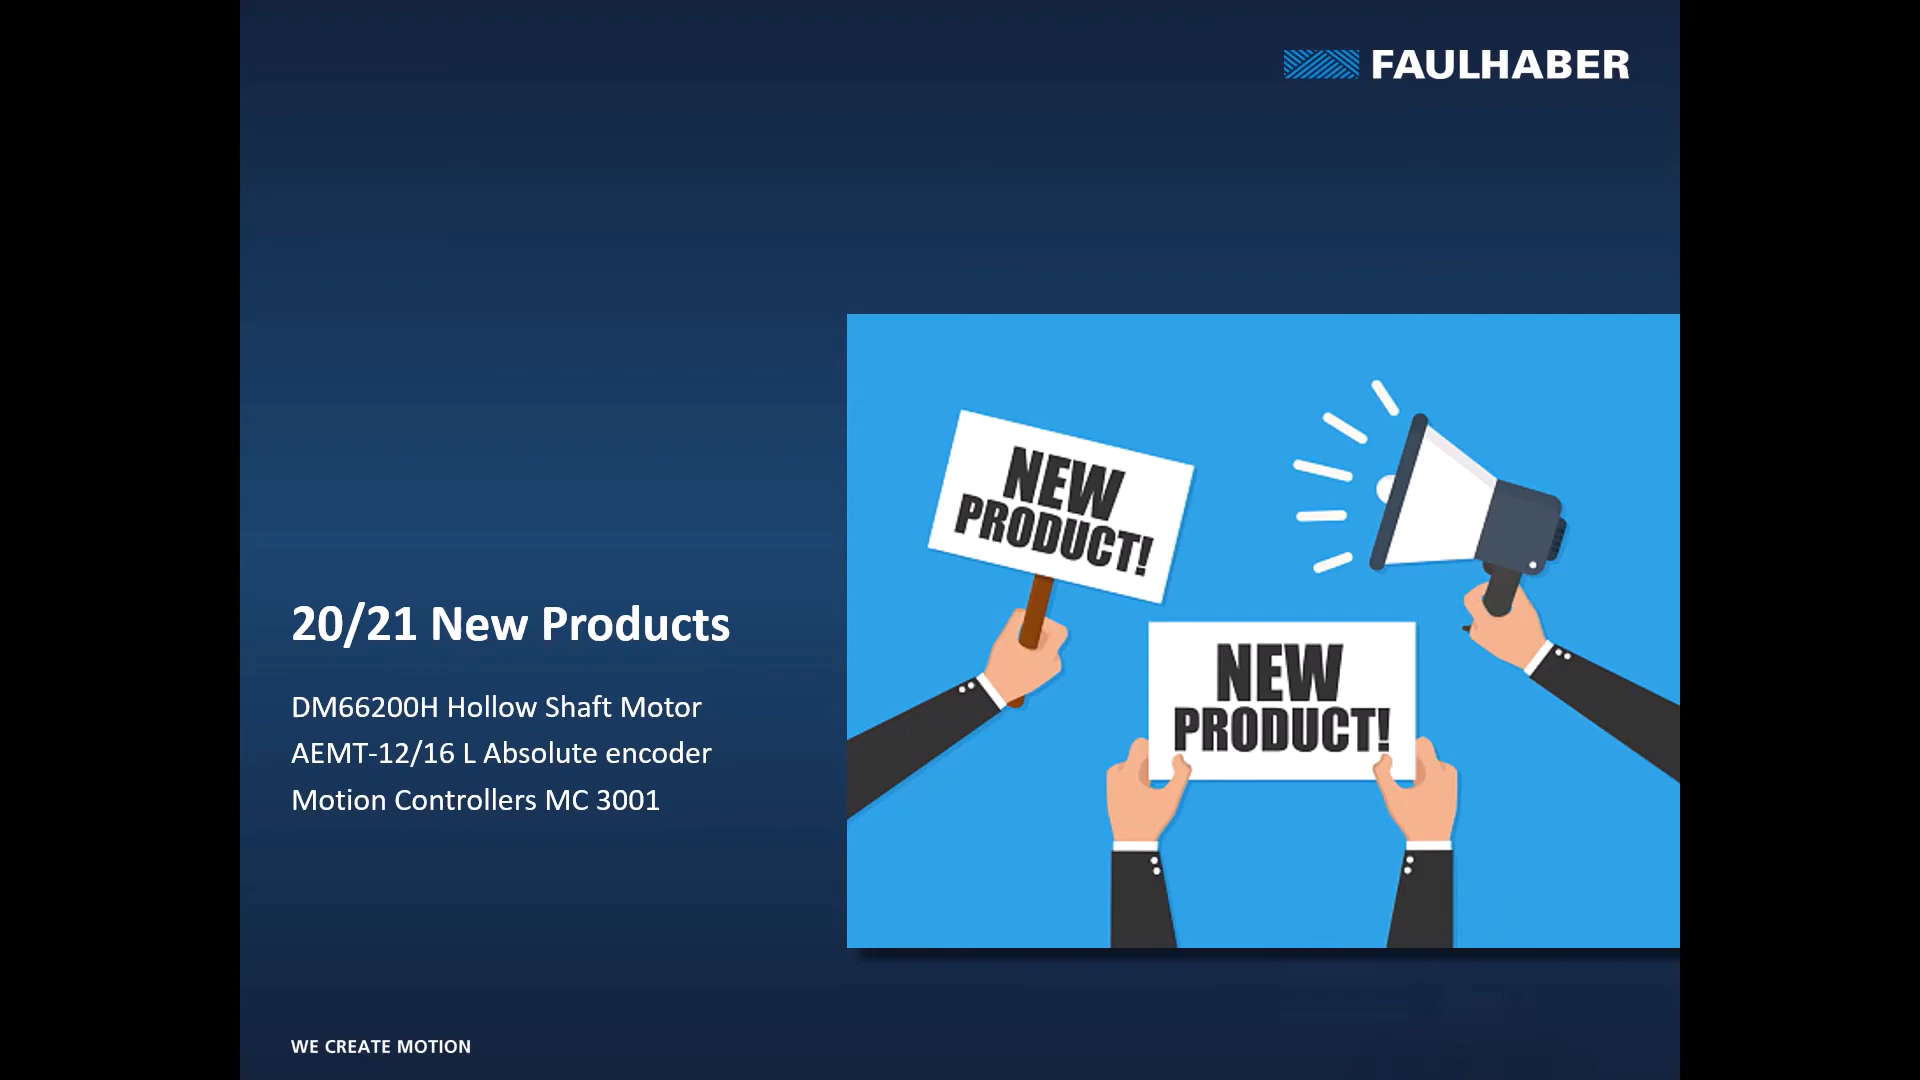 FAULHABER
20/21 New Products
DM66200H Hollow Shaft Motor
AEMT-12/16 L Absolute encoder
Motion Controllers MC 3001
NEW
PRODUCT!
NEW
PRODUCT!
WE CREATE MOTION